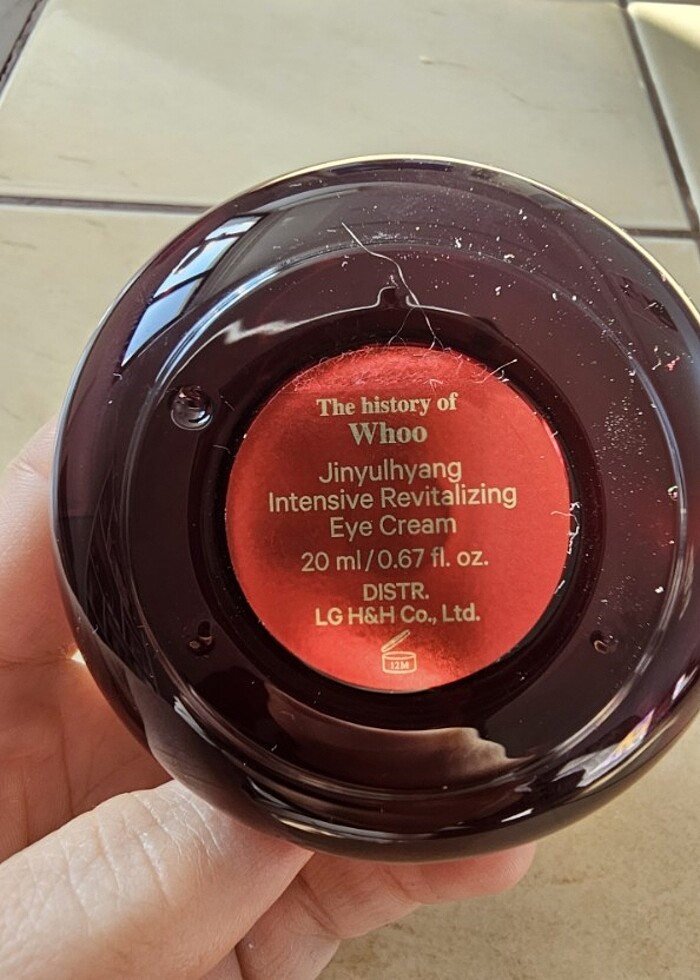 The history of
Whoo
Jinyulhyang
Intensive Revitalizing
Eye Cream
20 ml/0.67 fl. oz.
DISTR.
LG H&H Co., Ltd.
12M